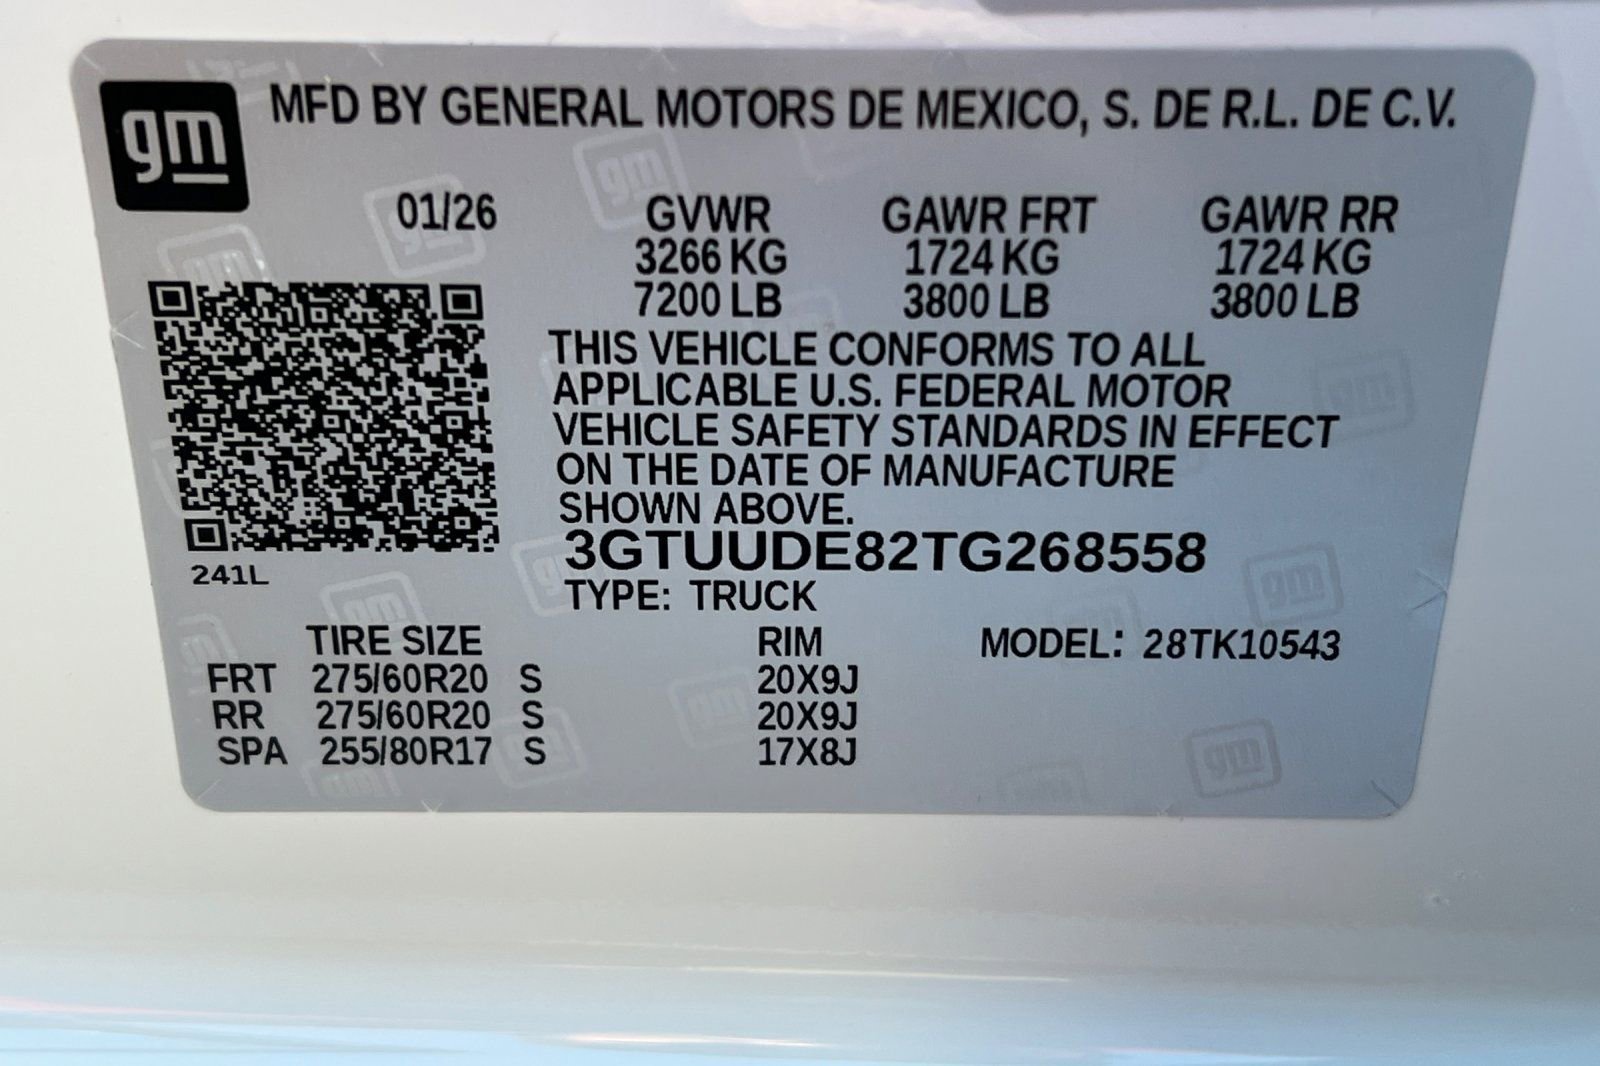 gm MFD BY GENERAL MOTORS DE MEXICO, S. DE R.L. DE C.V.
01/26 GVWR GAWR FRT GAWR RR
3266 KG 1724 KG 1724 KG
7200 LB 3800 LB 3800 LB
THIS VEHICLE CONFORMS TO ALL
APPLICABLE U.S. FEDERAL MOTOR
VEHICLE SAFETY STANDARDS IN EFFECT
ON THE DATE OF MANUFACTURE
SHOWN ABOVE.
3GTUUDE82TG268558
241L
TYPE: TRUCK
TIRE SIZE RIM MODEL: 28TK10543
FRT 275/60R20 S 20X9J
RR 275/60R20 S 20X9J
SPA 255/80R17 S 17X8J